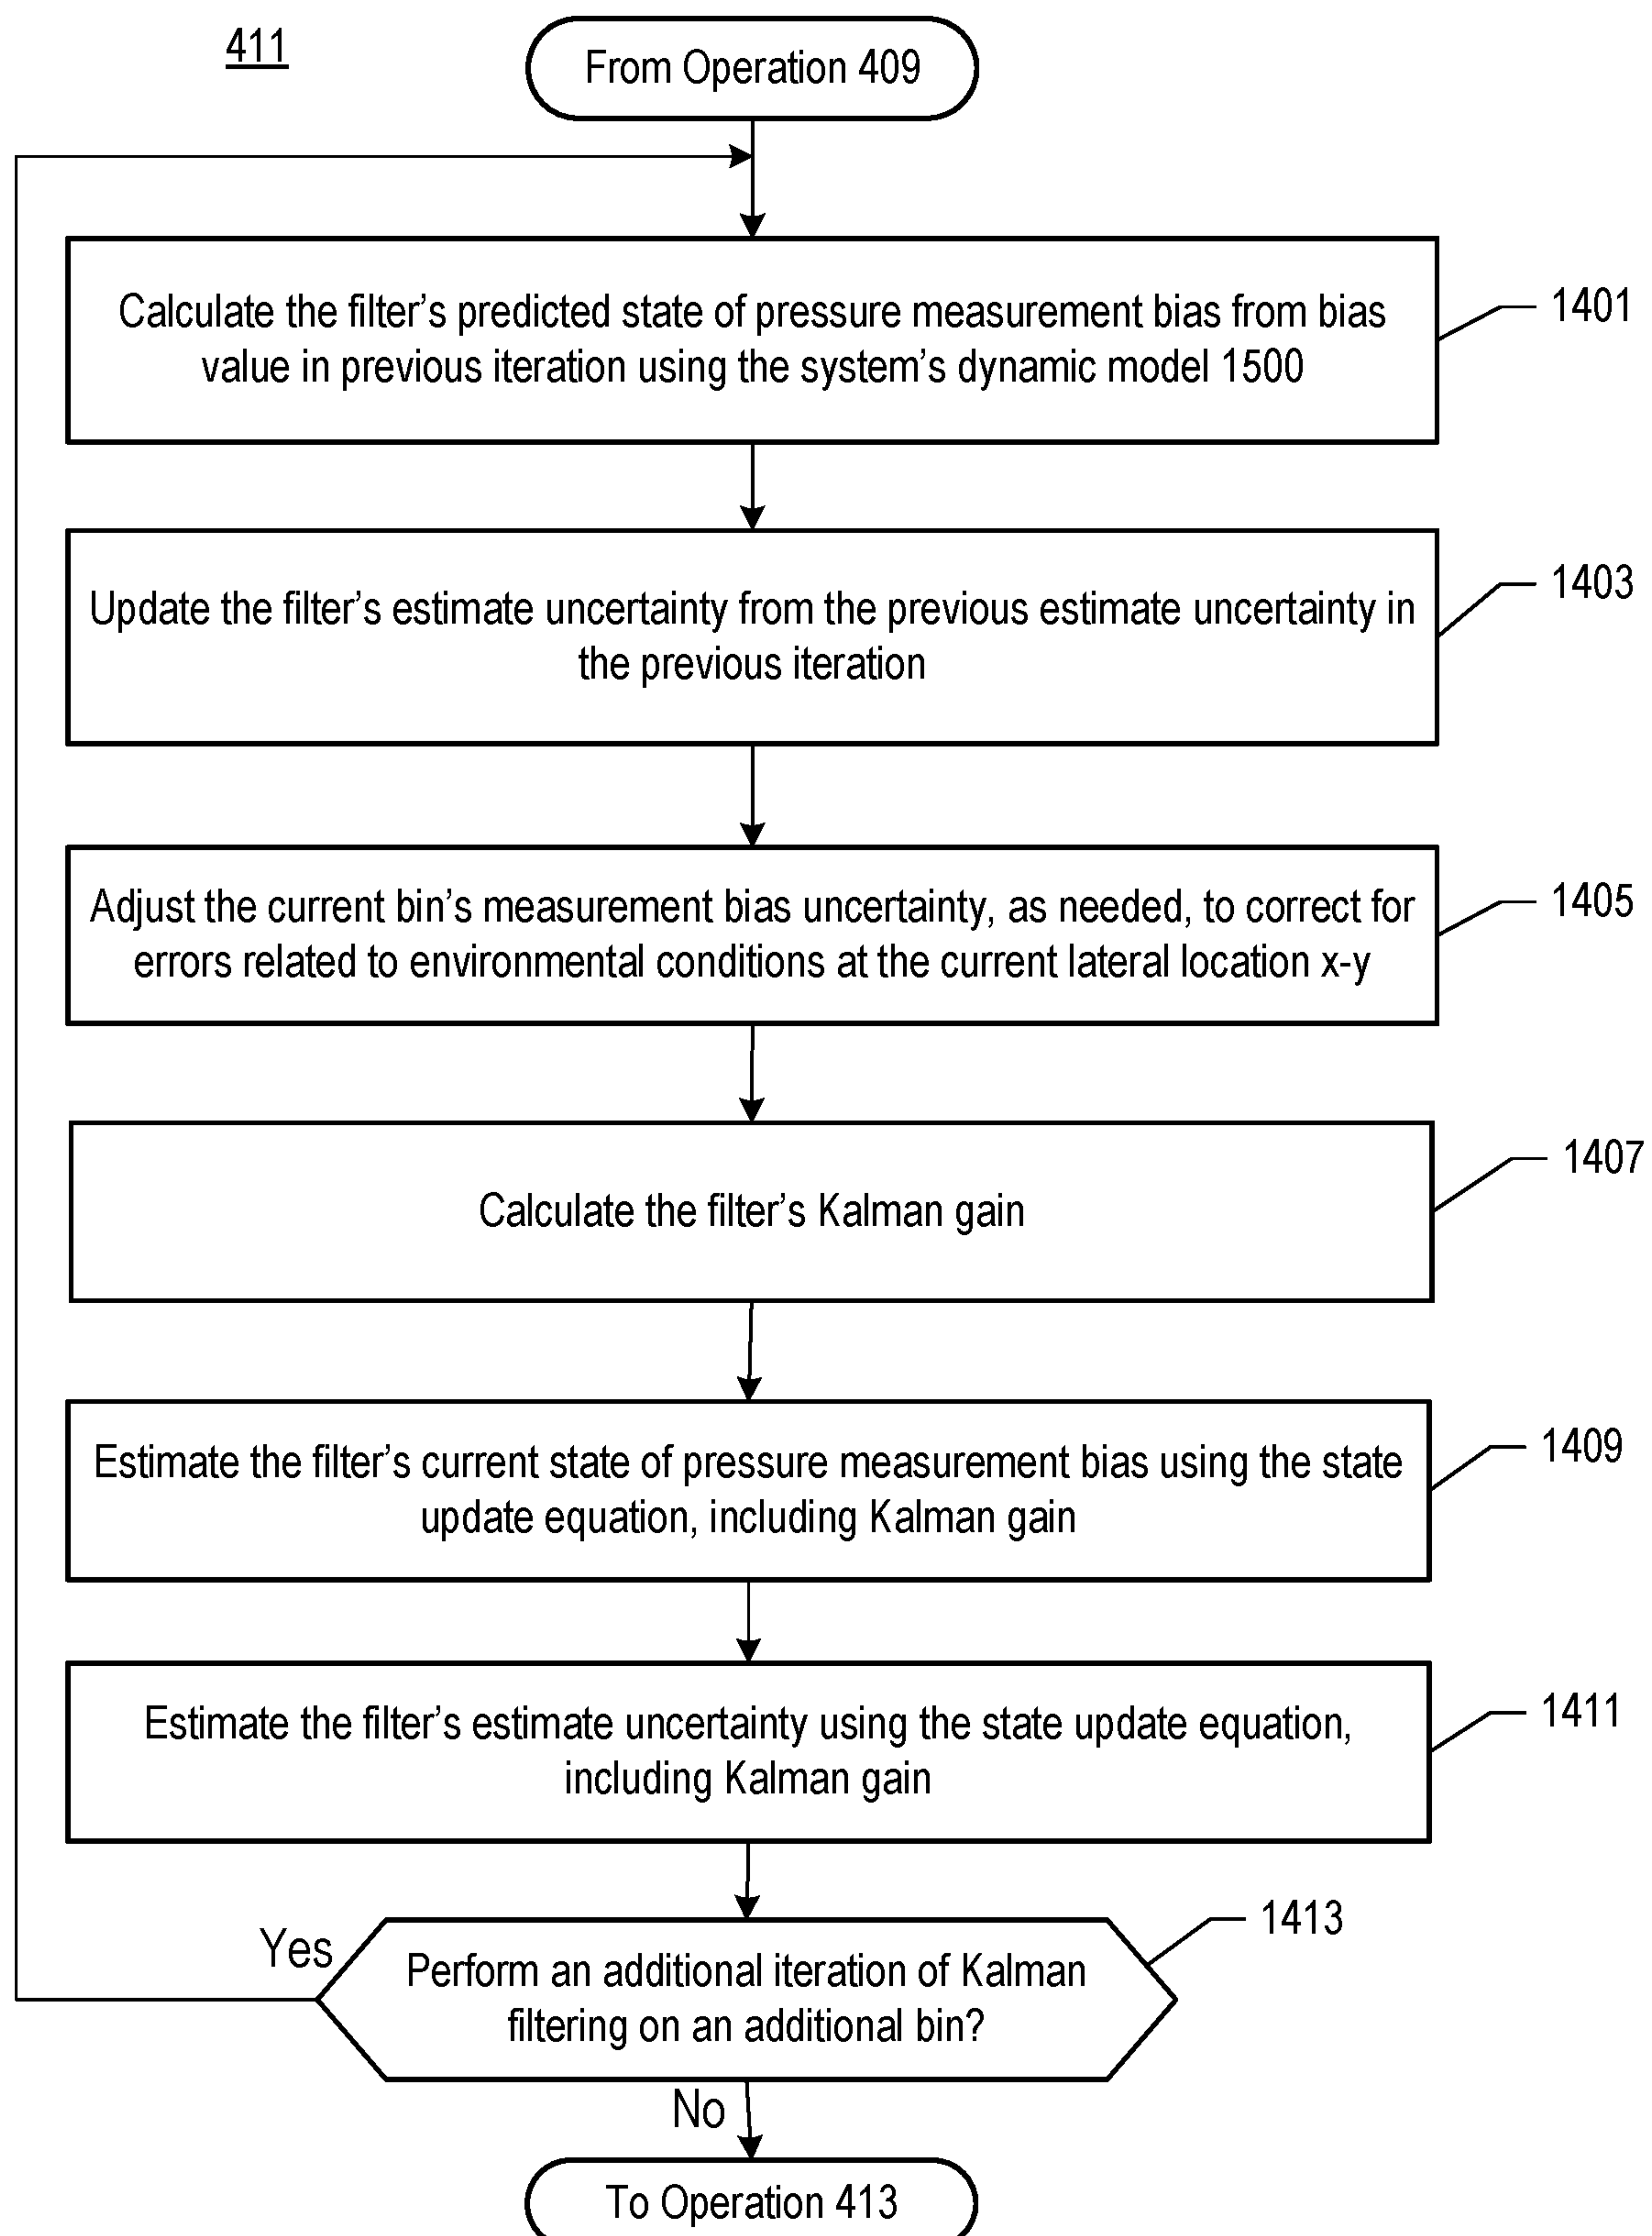 411
From Operation 409
Calculate the filter's predicted state of pressure measurement bias from bias
value in previous iteration using the system's dynamic model 1500
1401
Update the filter's estimate uncertainty from the previous estimate uncertainty in
the previous iteration
1403
Adjust the current bin's measurement bias uncertainty, as needed, to correct for
errors related to environmental conditions at the current lateral location x-y
1405
Calculate the filter's Kalman gain
1407
Estimate the filter's current state of pressure measurement bias using the state
update equation, including Kalman gain
1409
Estimate the filter's estimate uncertainty using the state update equation,
including Kalman gain
1411
Yes
Perform an additional iteration of Kalman
filtering on an additional bin?
1413
No
To Operation 413